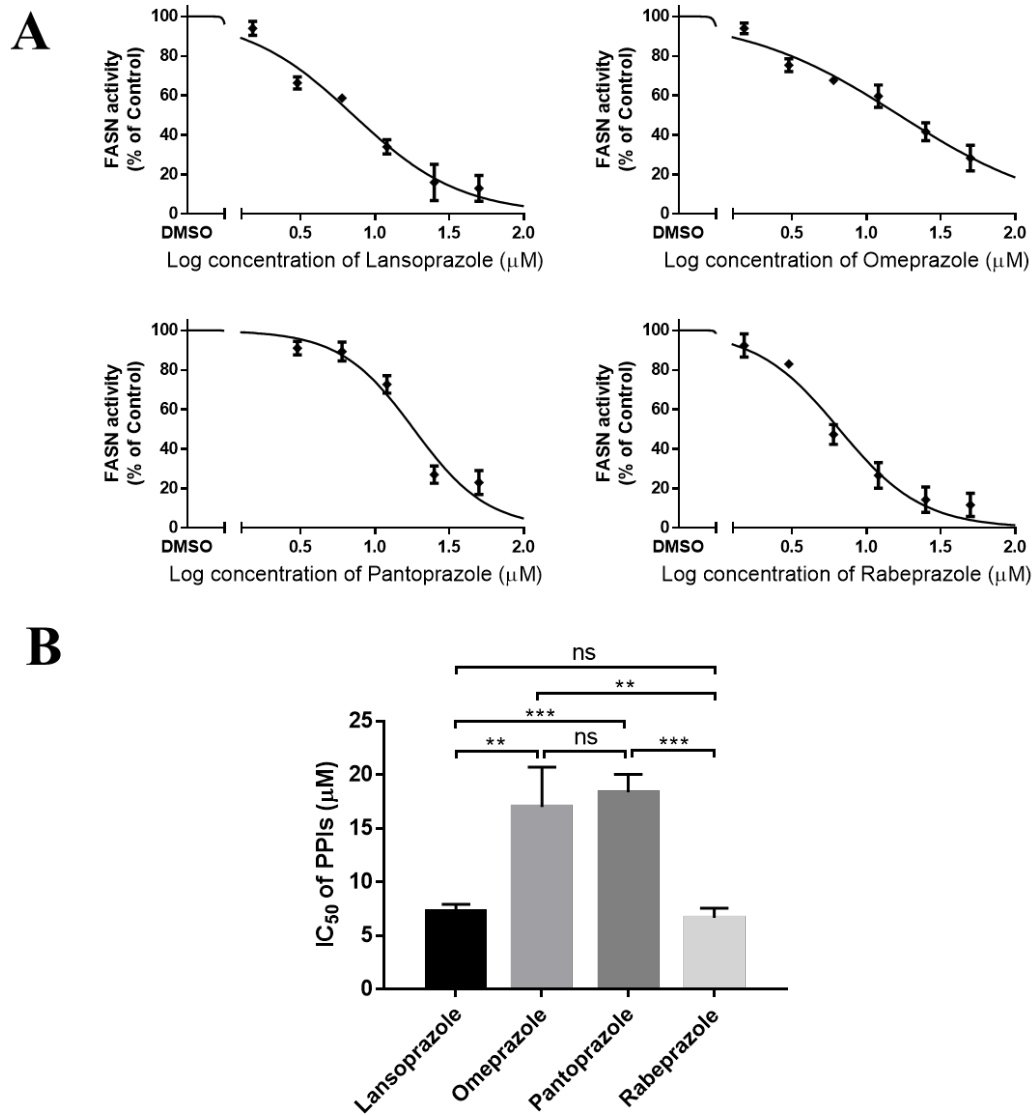 A
FASN activity
(% of Control)
100
80
60
40
20
0
DMSO
0.5
1.0
1.5
2.0
Log concentration of Lansoprazole (μM)
FASN activity
(% of Control)
100
80
60
40
20
0
DMSO
0.5
1.0
1.5
2.0
Log concentration of Omeprazole (μM)
FASN activity
(% of Control)
100
80
60
40
20
0
DMSO
0.5
1.0
1.5
2.0
Log concentration of Pantoprazole (μM)
FASN activity
(% of Control)
100
80
60
40
20
0
DMSO
0.5
1.0
1.5
2.0
Log concentration of Rabeprazole (μM)
B
ns
**
***
** ns ***
IC50 of PPIs (μM)
25
20
15
10
5
0
Lansoprazole
Omeprazole
Pantoprazole
Rabeprazole